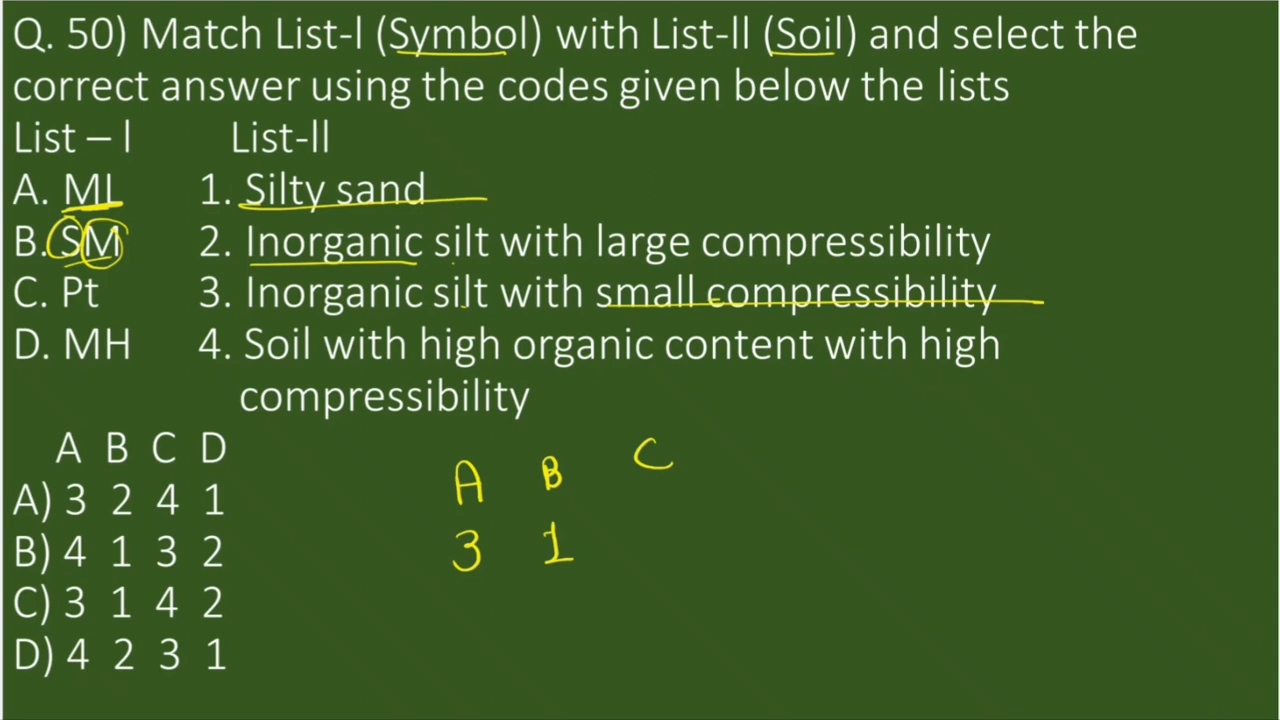 Q. 50) Match List-l (Symbol) with List-ll (Soil) and select the
correct answer using the codes given below the lists
List – l List-ll
A. ML 1. Silty sand
B. SM 2. Inorganic silt with large compressibility
C. Pt 3. Inorganic silt with small compressibility
D. MH 4. Soil with high organic content with high
compressibility
A B C D
A) 3 2 4 1
B) 4 1 3 2
C) 3 1 4 2
D) 4 2 3 1
A B C
3 1